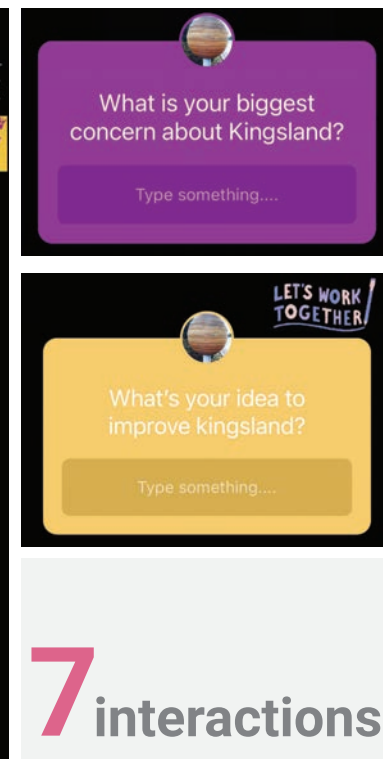 What is your biggest
concern about Kingsland?
Type something....
LET'S WORK
TOGETHER
What's your idea to
improve kingsland?
Type something....
7 interactions